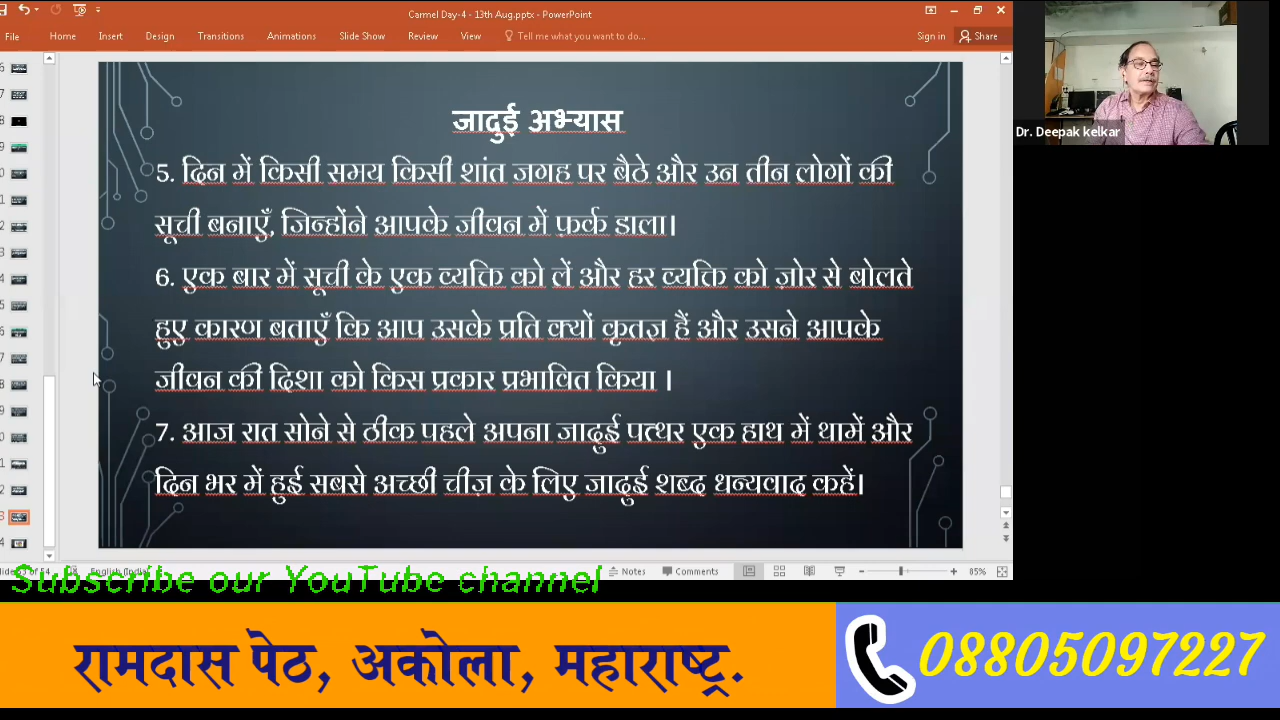 Carmel Day-4 - 13th Aug.pptx - PowerPoint
File Home Insert Design Transitions Animations Slide Show Review View Tell me what you want to do... Sign in Share
जादुई अभ्यास
5. दिन में किसी समय किसी शांत जगह पर बैठे और उन तीन लोगों की
सूची बनाएँ, जिन्होंने आपके जीवन में फ़र्क डाला।
6. एक बार में सूची के एक व्यक्ति को लें और हर व्यक्ति को ज़ोर से बोलते
हुए कारण बताएँ कि आप उसके प्रति क्यों कृतज्ञ हैं और उसने आपके
जीवन की दिशा को किस प्रकार प्रभावित किया ।
7. आज रात सोने से ठीक पहले अपना जादुई पत्थर एक हाथ में थामें और
दिन भर में हुई सबसे अच्छी चीज़ के लिए जादुई शब्द धन्यवाद कहें।
Dr. Deepak kelkar
Notes Comments 85%
Subscribe our YouTube channel
रामदास पेठ, अकोला, महाराष्ट्र.
08805097227